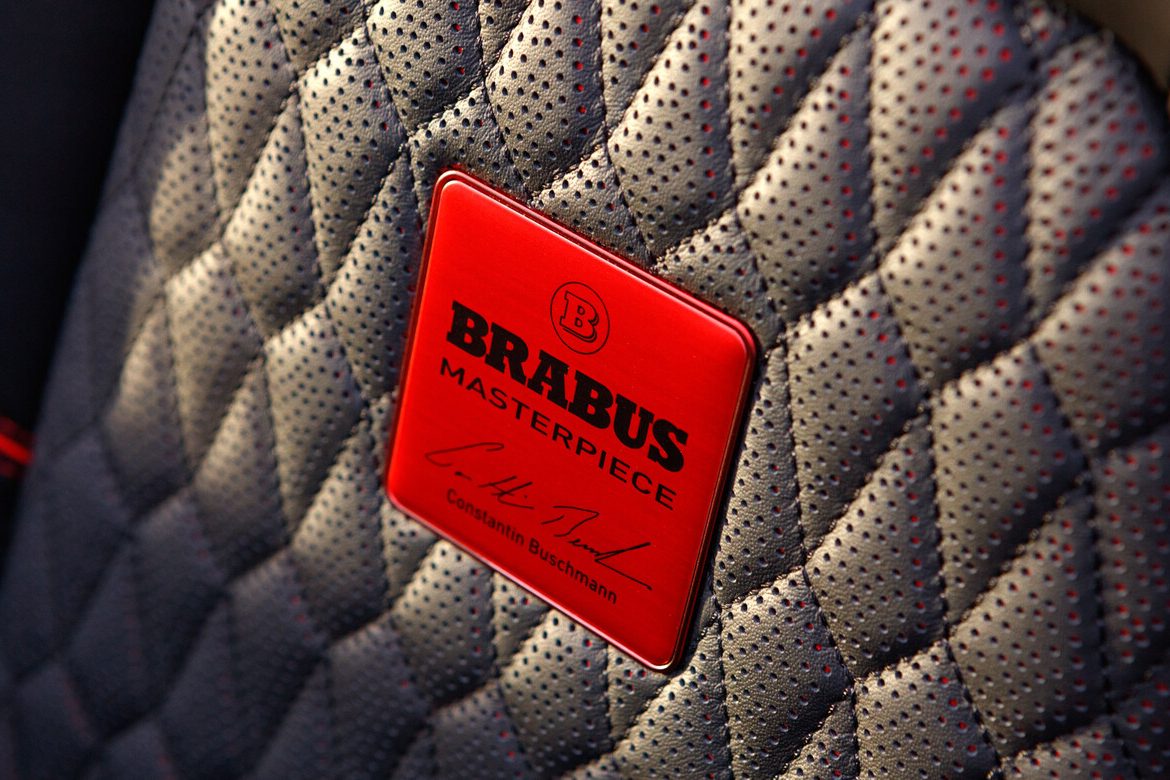 B
BRABUS
MASTERPIECE
Constantin Buschmann